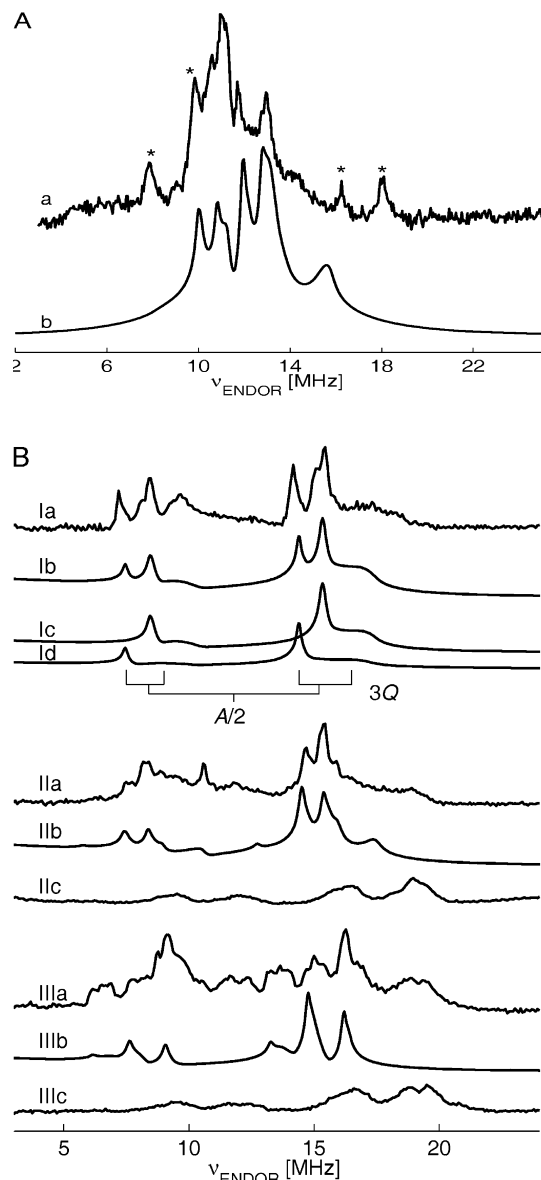 A
*
*
*
*
a
b
2 6 10 14 18 22
νENDOR [MHz]
B
Ia
Ib
Ic
Id
3Q
A/2
IIa
IIb
IIc
IIIa
IIIb
IIIc
5 10 15 20
νENDOR [MHz]